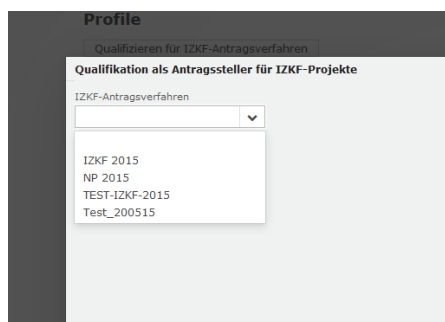 Profile
Qualifizieren für IZKF-Antragsverfahren
Qualifikation als Antragssteller für IZKF-Projekte
IZKF-Antragsverfahren
IZKF 2015
NP 2015
TEST-IZKF-2015
Test_200515